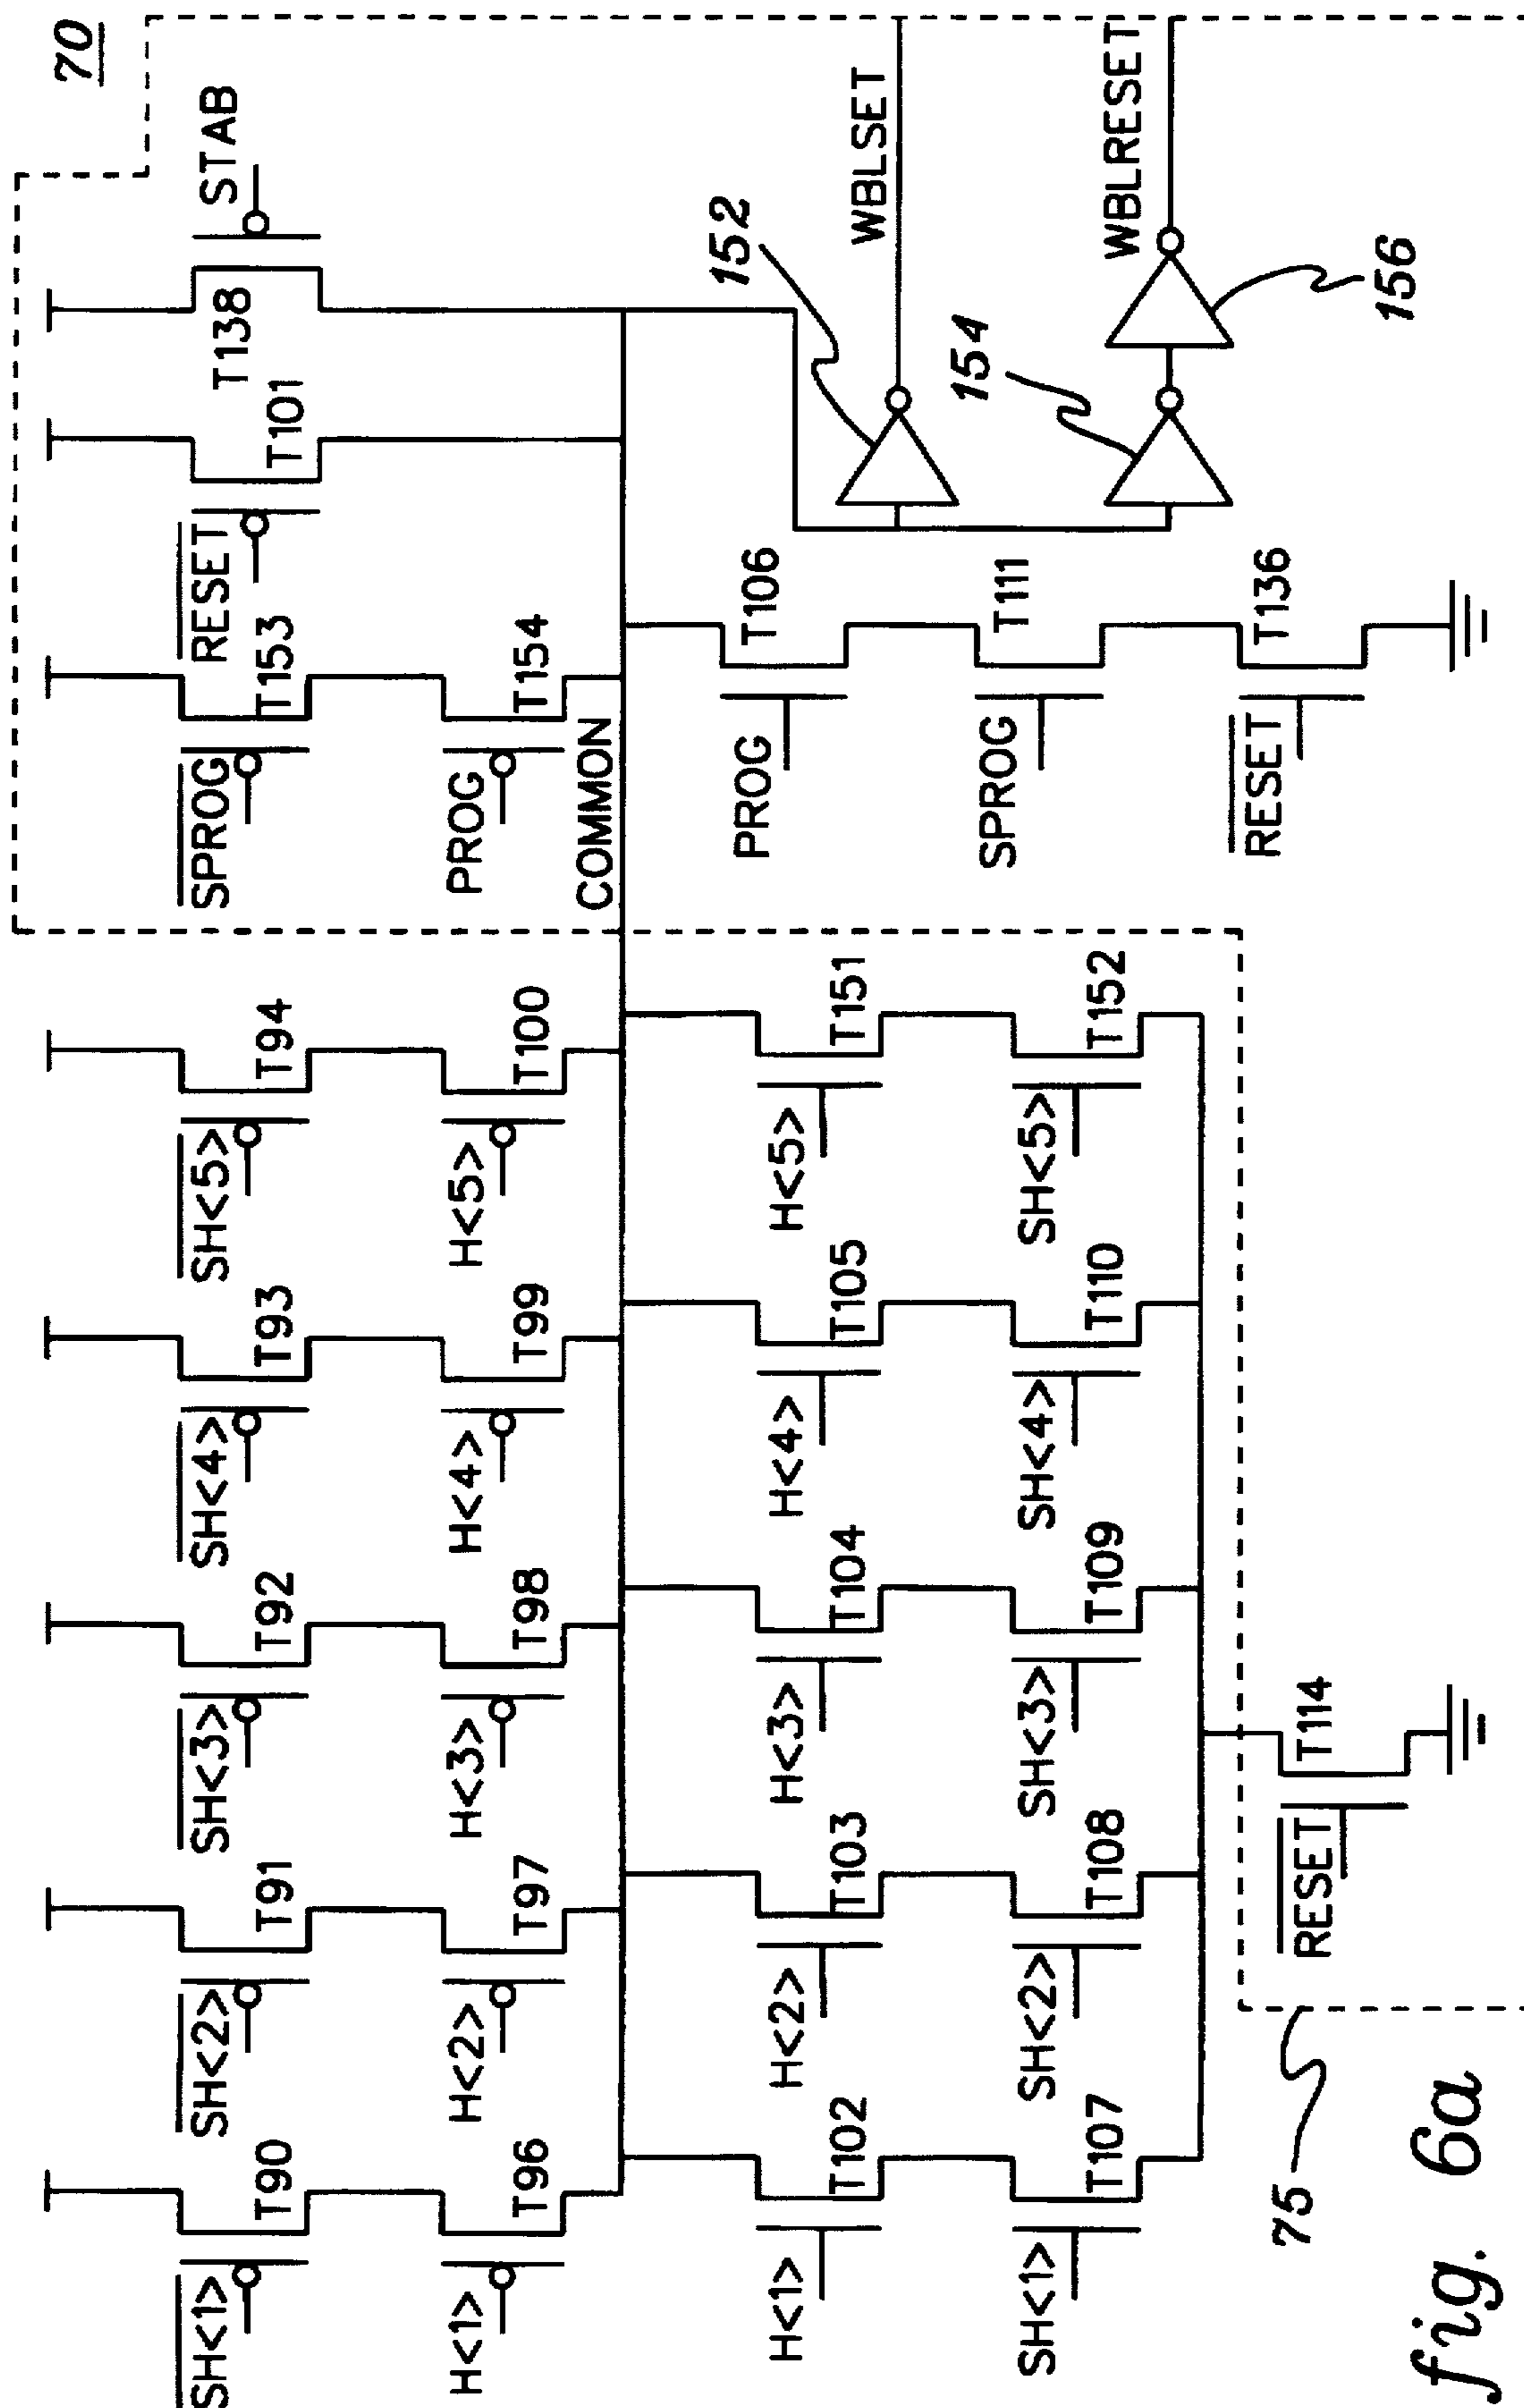 70
SH<1> SH<2> SH<3> SH<4> SH<5> SPROG RESET STAB
T90 T91 T92 T93 T94 T153 T101 T138
H<1> H<2> H<3> H<4> H<5> PROG
T96 T97 T98 T99 T100 T154
COMMON
PROG T106 152
H<1> H<2> H<3> H<4> H<5>
T102 T103 T104 T105 T151 WBLSET
SPROG T111 154
SH<1> SH<2> SH<3> SH<4> SH<5>
T107 T108 T109 T110 T152 WBLRESET
RESET T136
75 RESET T114
156
fig. 6a